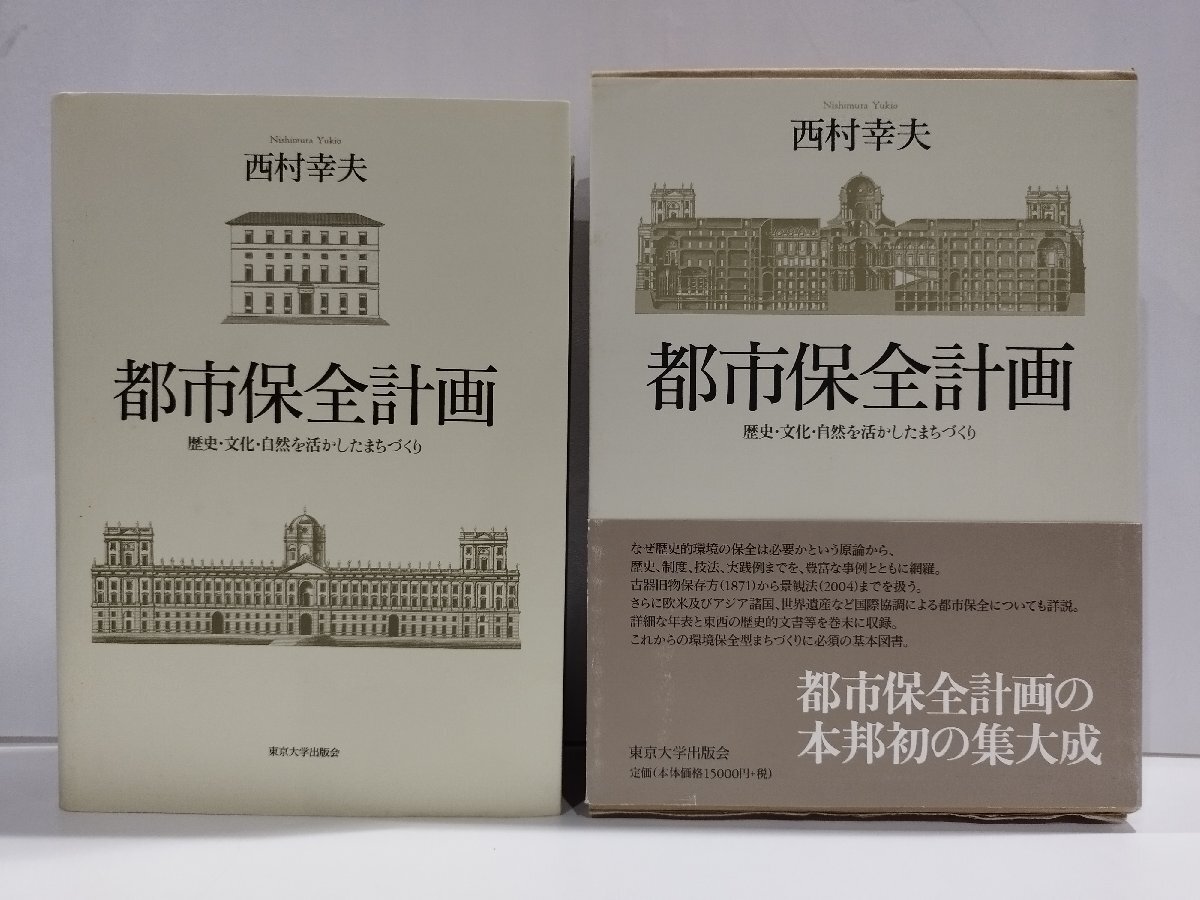 Nishimura Yukio
西村幸夫
都市保全計画
歴史・文化・自然を活かしたまちづくり
東京大学出版会
Nishimura Yukio
西村幸夫
都市保全計画
歴史・文化・自然を活かしたまちづくり
なぜ歴史的環境の保全は必要かという原論から、
歴史、制度、技法、実践例までを、豊富な事例とともに網羅。
古器旧物保存方(1871)から景観法(2004)までを扱う。
さらに欧米及びアジア諸国、世界遺産など国際協調による都市保全についても詳説。
詳細な年表と東西の歴史的文書等を巻末に収録。
これからの環境保全型まちづくりに必須の基本図書。
都市保全計画の
本邦初の集大成
東京大学出版会
定価(本体価格15000円+税)